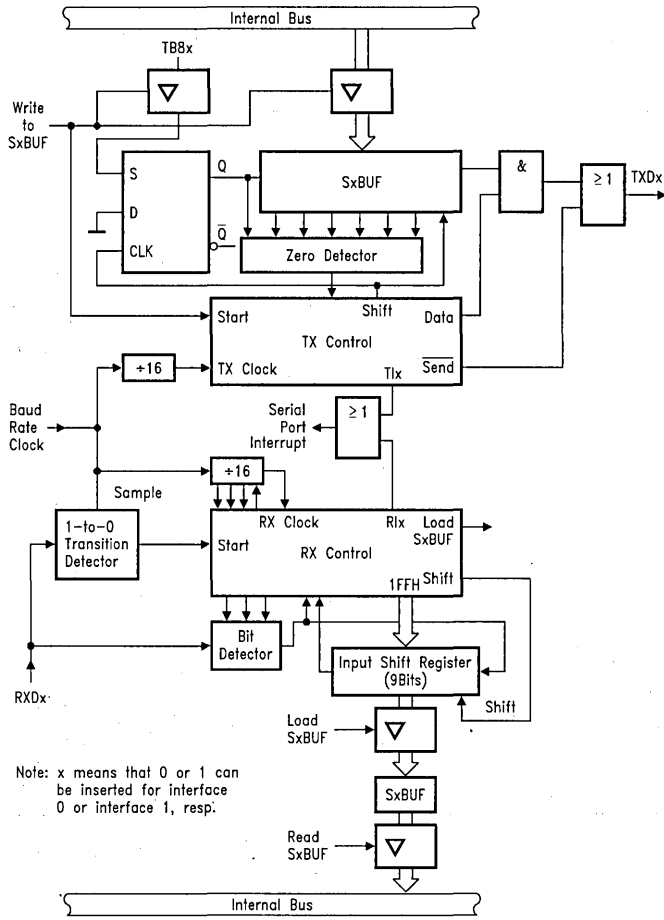 Internal Bus
TB8x
Write
to
SxBUF
S
Q
SxBUF
&
≥ 1
TXDx
D
Q̅
CLK
Zero Detector
Shift
Start
Data
TX Control
TX Clock
S̅e̅n̅d̅
TIx
÷16
Baud
Rate
Clock
Serial
Port
Interrupt
≥ 1
÷16
Sample
RX Clock
RIx
Load
SxBUF
1-to-0
Transition
Detector
Start
RX Control
1FFH
Shift
Bit
Detector
Input Shift Register
(9Bits)
RXDx
Shift
Load
SxBUF
Note: x means that 0 or 1 can
be inserted for interface
0 or interface 1, resp.
SxBUF
Read
SxBUF
Internal Bus